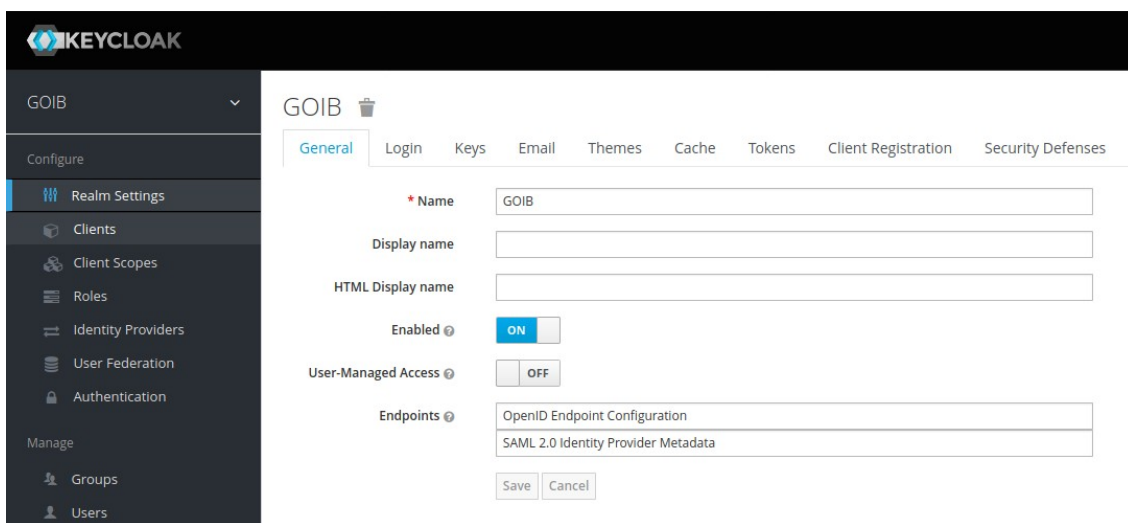 KEYCLOAK
GOIB
Configure
Realm Settings
Clients
Client Scopes
Roles
Identity Providers
User Federation
Authentication
Manage
Groups
Users
GOIB
General Login Keys Email Themes Cache Tokens Client Registration Security Defenses
* Name GOIB
Display name
HTML Display name
Enabled ON
User-Managed Access OFF
Endpoints OpenID Endpoint Configuration
SAML 2.0 Identity Provider Metadata
Save Cancel